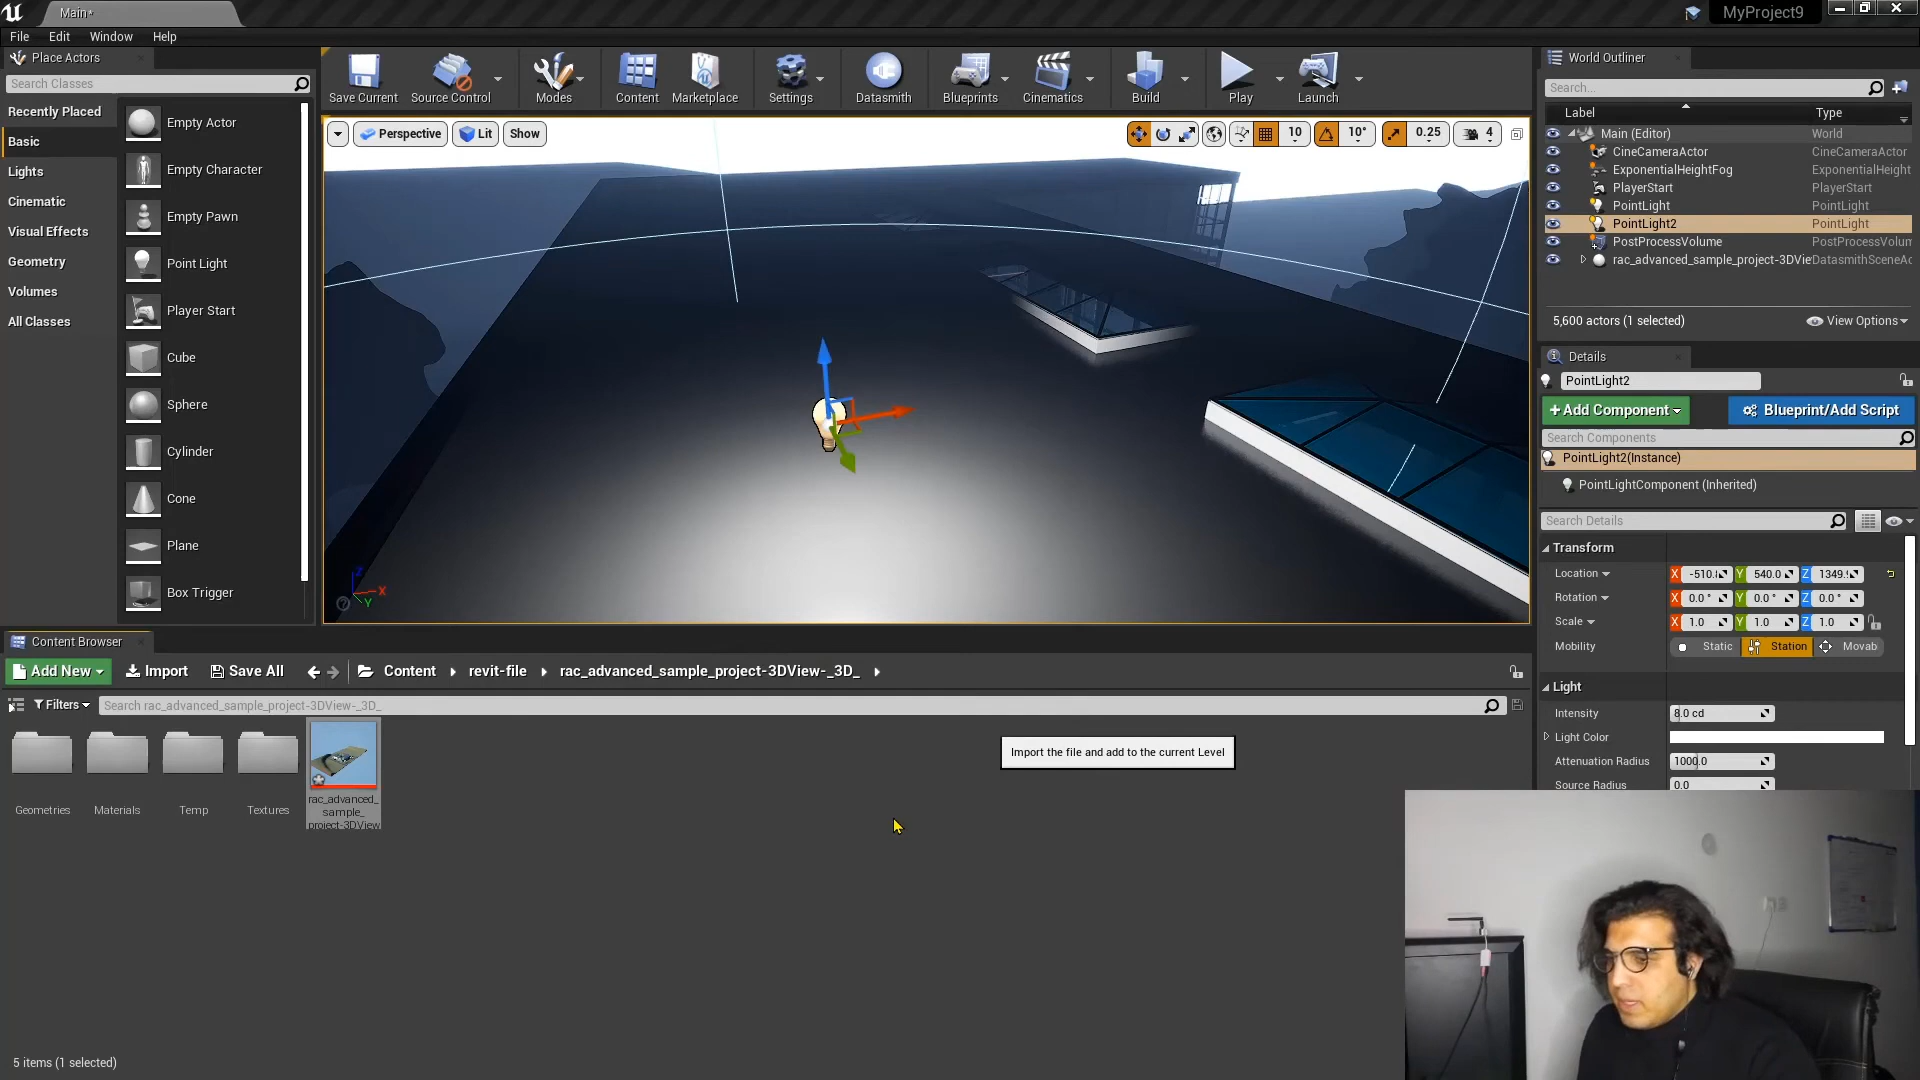 Main*
MyProject9
File Edit Window Help
Place Actors
Search Classes
Recently Placed
Basic
Lights
Cinematic
Visual Effects
Geometry
Volumes
All Classes
Empty Actor
Empty Character
Empty Pawn
Point Light
Player Start
Cube
Sphere
Cylinder
Cone
Plane
Box Trigger
Save Current Source Control Modes Content Marketplace Settings Datasmith Blueprints Cinematics Build Play Launch
Perspective Lit Show 10 10° 0.25 4
Z X Y
World Outliner
Search...
Label Type
Main (Editor) World
CineCameraActor CineCameraActor
ExponentialHeightFog ExponentialHeight
PlayerStart PlayerStart
PointLight PointLight
PointLight2 PointLight
PostProcessVolume PostProcessVolum
rac_advanced_sample_project-3DVie DatasmithSceneAc
5,600 actors (1 selected) View Options
Details
PointLight2
+Add Component Blueprint/Add Script
Search Components
PointLight2(Instance)
PointLightComponent (Inherited)
Search Details
Transform
Location X -510. Y 540.0 Z 1349.
Rotation X 0.0 ° Y 0.0 ° Z 0.0 °
Scale X 1.0 Y 1.0 Z 1.0
Mobility Static Station Movab
Light
Intensity 8.0 cd
Light Color
Attenuation Radius 1000.0
Source Radius 0.0
Content Browser
Add New Import Save All Content revit-file rac_advanced_sample_project-3DView-_3D_
Filters Search rac_advanced_sample_project-3DView-_3D_
Geometries Materials Temp Textures
rac_advanced_
sample_
project-3DView
Import the file and add to the current Level
5 items (1 selected)